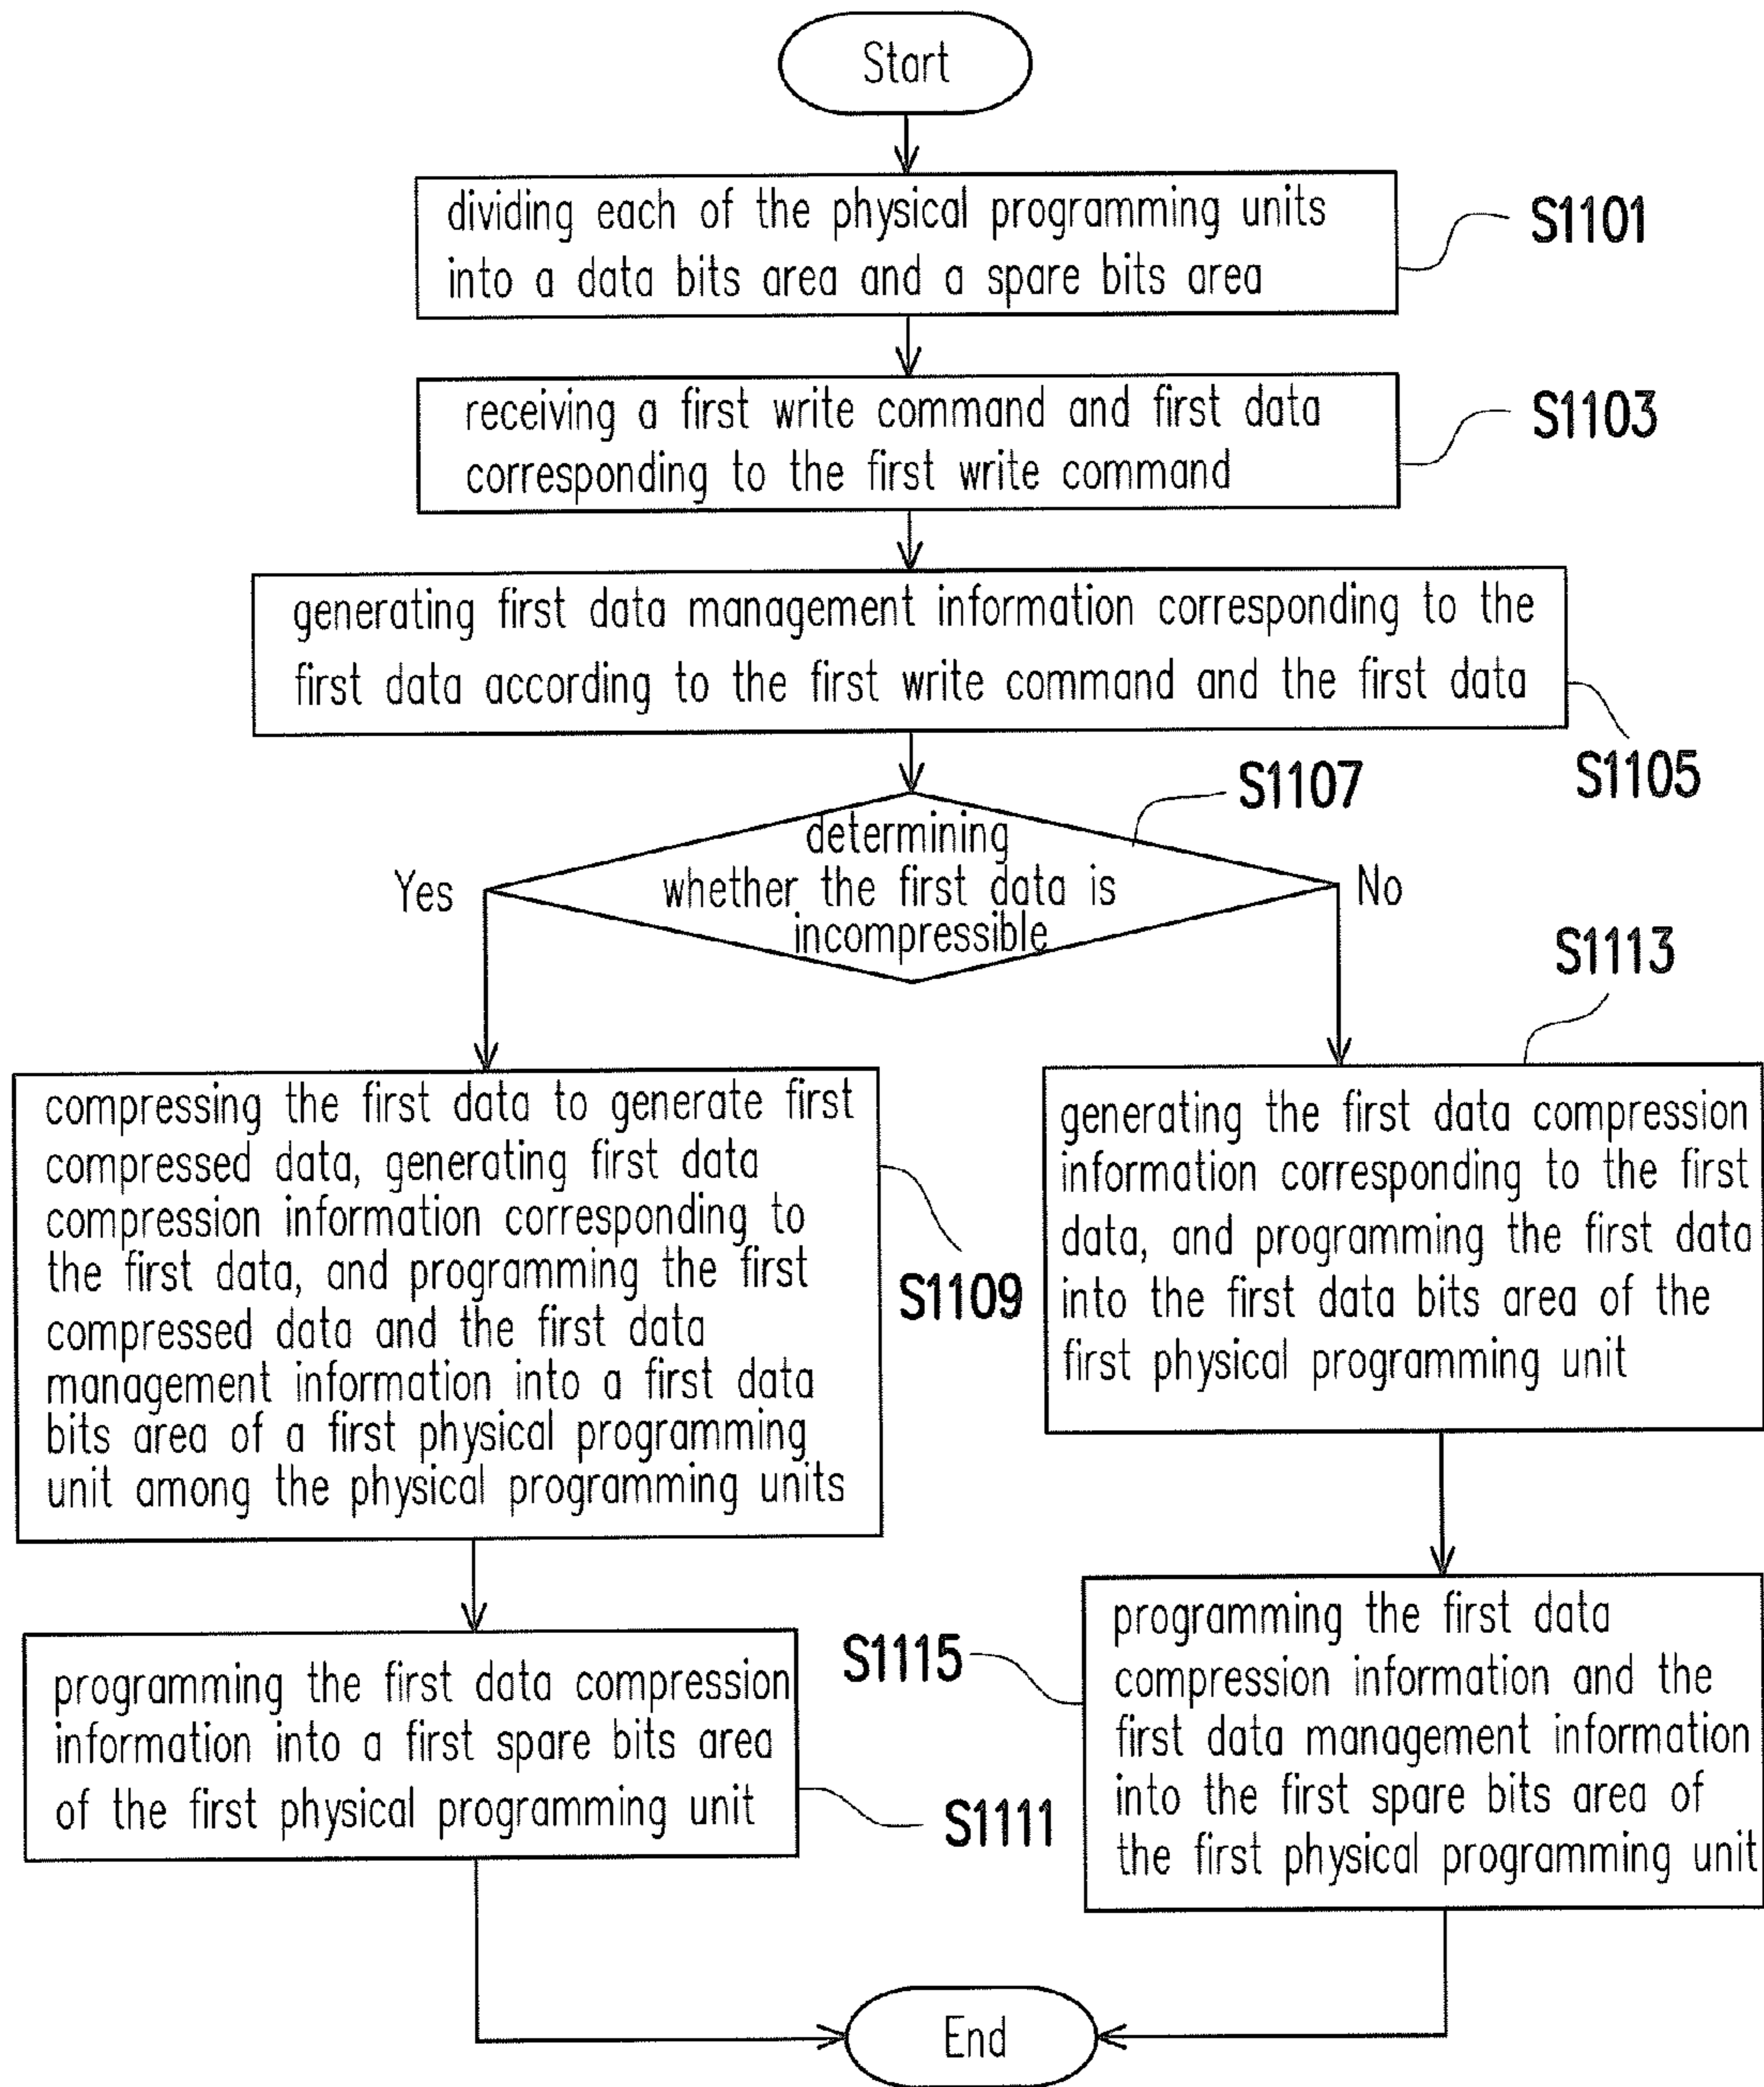 Start
dividing each of the physical programming units
into a data bits area and a spare bits area
S1101
receiving a first write command and first data
corresponding to the first write command
S1103
generating first data management information corresponding to the
first data according to the first write command and the first data
S1105
S1107
determining
whether the first data is
incompressible
Yes
No
compressing the first data to generate first
compressed data, generating first data
compression information corresponding to
the first data, and programming the first
compressed data and the first data
management information into a first data
bits area of a first physical programming
unit among the physical programming units
S1109
S1113
generating the first data compression
information corresponding to the first
data, and programming the first data
into the first data bits area of the
first physical programming unit
programming the first data compression
information into a first spare bits area
of the first physical programming unit
S1111
S1115
programming the first data
compression information and the
first data management information
into the first spare bits area of
the first physical programming unit
End